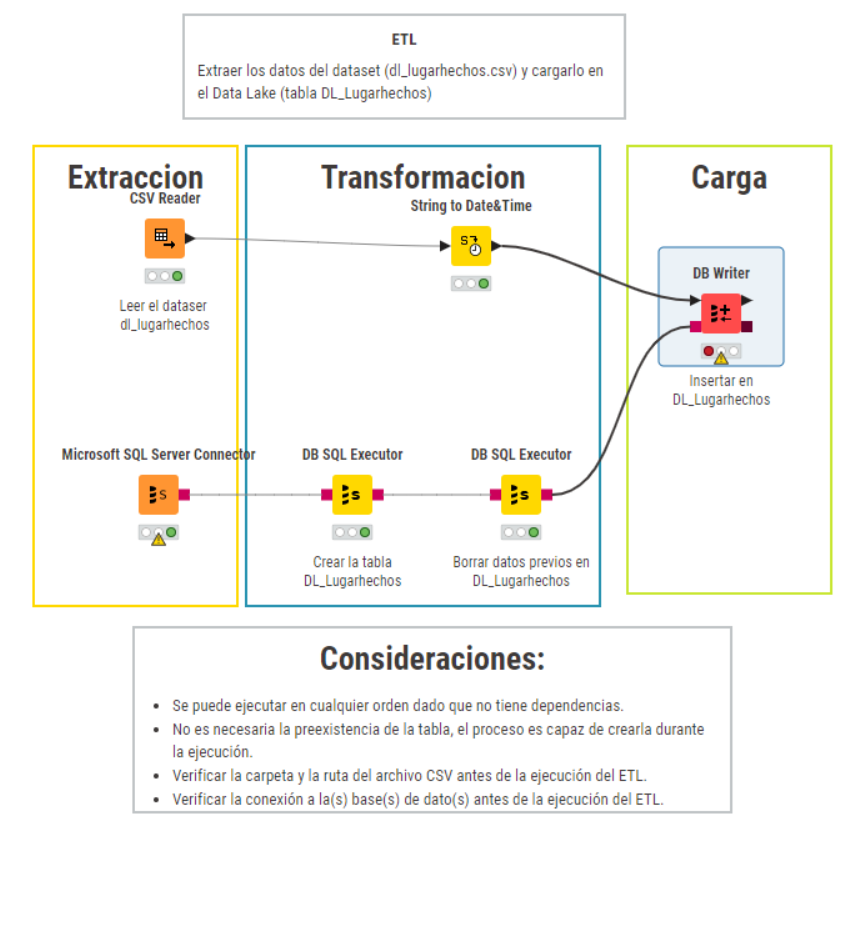 ETL
Extraer los datos del dataset (dl_lugarhechos.csv) y cargarlo en
el Data Lake (tabla DL_Lugarhechos)
Extraccion
Transformacion
Carga
CSV Reader
String to Date&Time
S
DB Writer
Leer el dataser
dl_lugarhechos
Insertar en
DL_Lugarhechos
Microsoft SQL Server Connector
DB SQL Executor
DB SQL Executor
S
s
s
Crear la tabla
DL_Lugarhechos
Borrar datos previos en
DL_Lugarhechos
Consideraciones:
• Se puede ejecutar en cualquier orden dado que no tiene dependencias.
• No es necesaria la preexistencia de la tabla, el proceso es capaz de crearla durante
la ejecución.
• Verificar la carpeta y la ruta del archivo CSV antes de la ejecución del ETL.
• Verificar la conexión a la(s) base(s) de dato(s) antes de la ejecución del ETL.